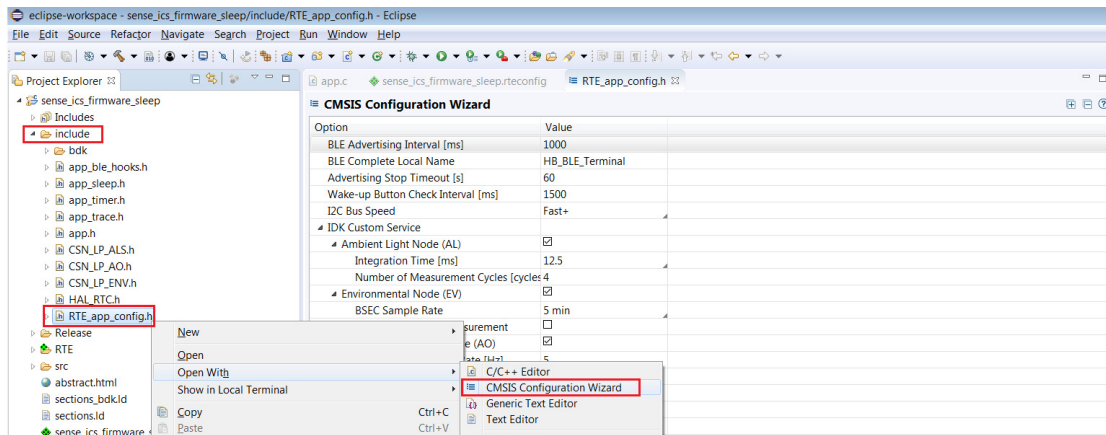 eclipse-workspace - sense_ics_firmware_sleep/include/RTE_app_config.h - Eclipse
File Edit Source Refactor Navigate Search Project Run Window Help
Project Explorer
app.c sense_ics_firmware_sleep.rteconfig RTE_app_config.h
sense_ics_firmware_sleep
Includes
include
bdk
app_ble_hooks.h
app_sleep.h
app_timer.h
app_trace.h
app.h
CSN_LP_ALS.h
CSN_LP_AO.h
CSN_LP_ENV.h
HAL_RTC.h
RTE_app_config.h
Release
RTE
src
abstract.html
sections_bdk.ld
sections.ld
sense_ics_firmware
CMSIS Configuration Wizard
Option Value
BLE Advertising Interval [ms] 1000
BLE Complete Local Name HB_BLE_Terminal
Advertising Stop Timeout [s] 60
Wake-up Button Check Interval [ms] 1500
I2C Bus Speed Fast+
IDK Custom Service
Ambient Light Node (AL)
Integration Time [ms] 12.5
Number of Measurement Cycles [cycles 4
Environmental Node (EV)
BSEC Sample Rate 5 min
surement
e (AO)
ate [Hz] 5
New
Open
Open With
Show in Local Terminal
Copy Ctrl+C
Paste Ctrl+V
C/C++ Editor
CMSIS Configuration Wizard
Generic Text Editor
Text Editor